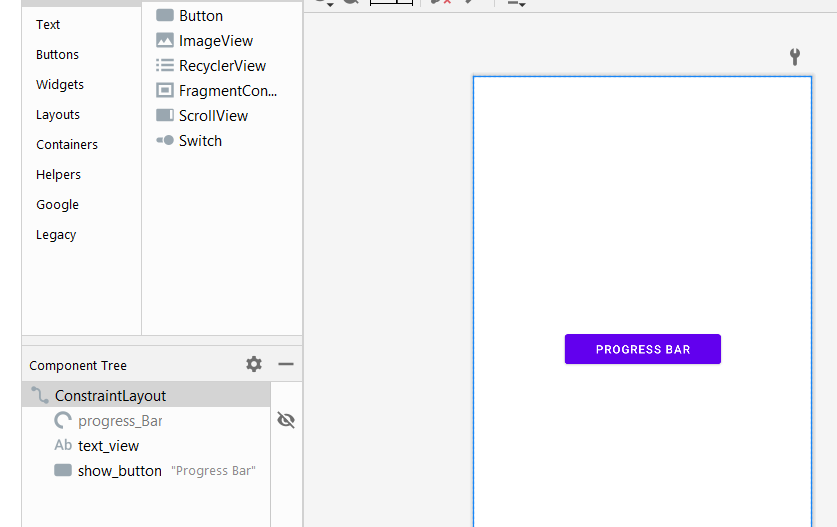 Text
Buttons
Widgets
Layouts
Containers
Helpers
Google
Legacy
Button
ImageView
RecyclerView
FragmentCon...
ScrollView
Switch
PROGRESS BAR
Component Tree
ConstraintLayout
progress_Bar
Ab text_view
show_button "Progress Bar"